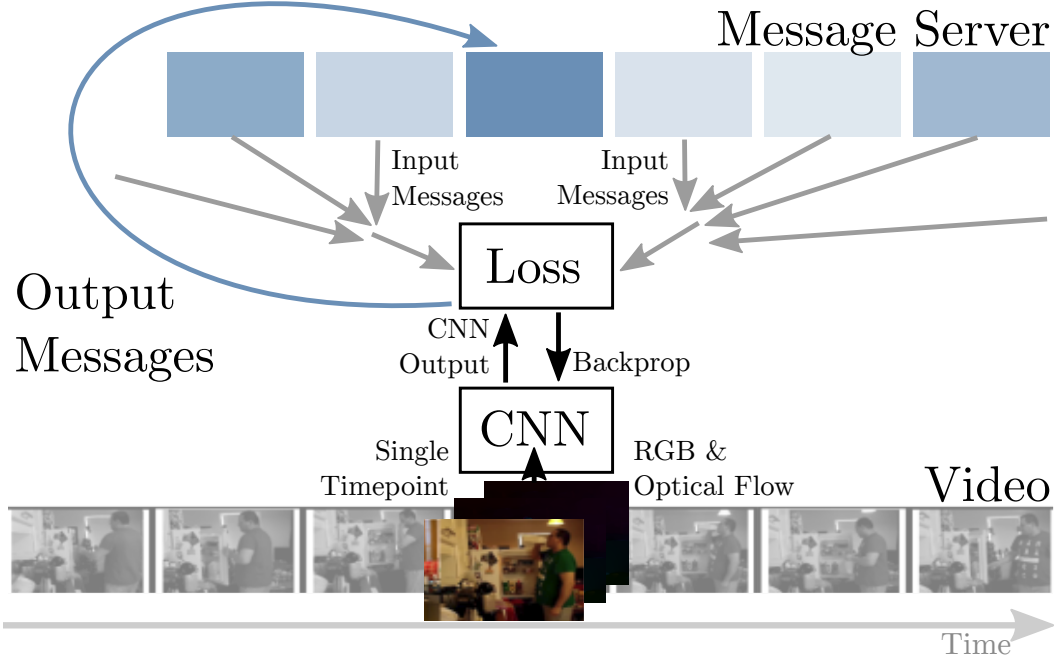 Message Server
Input
Messages
Input
Messages
Loss
Output
Messages
CNN
Output
Backprop
CNN
Single
Timepoint
RGB &
Optical Flow
Video
Time